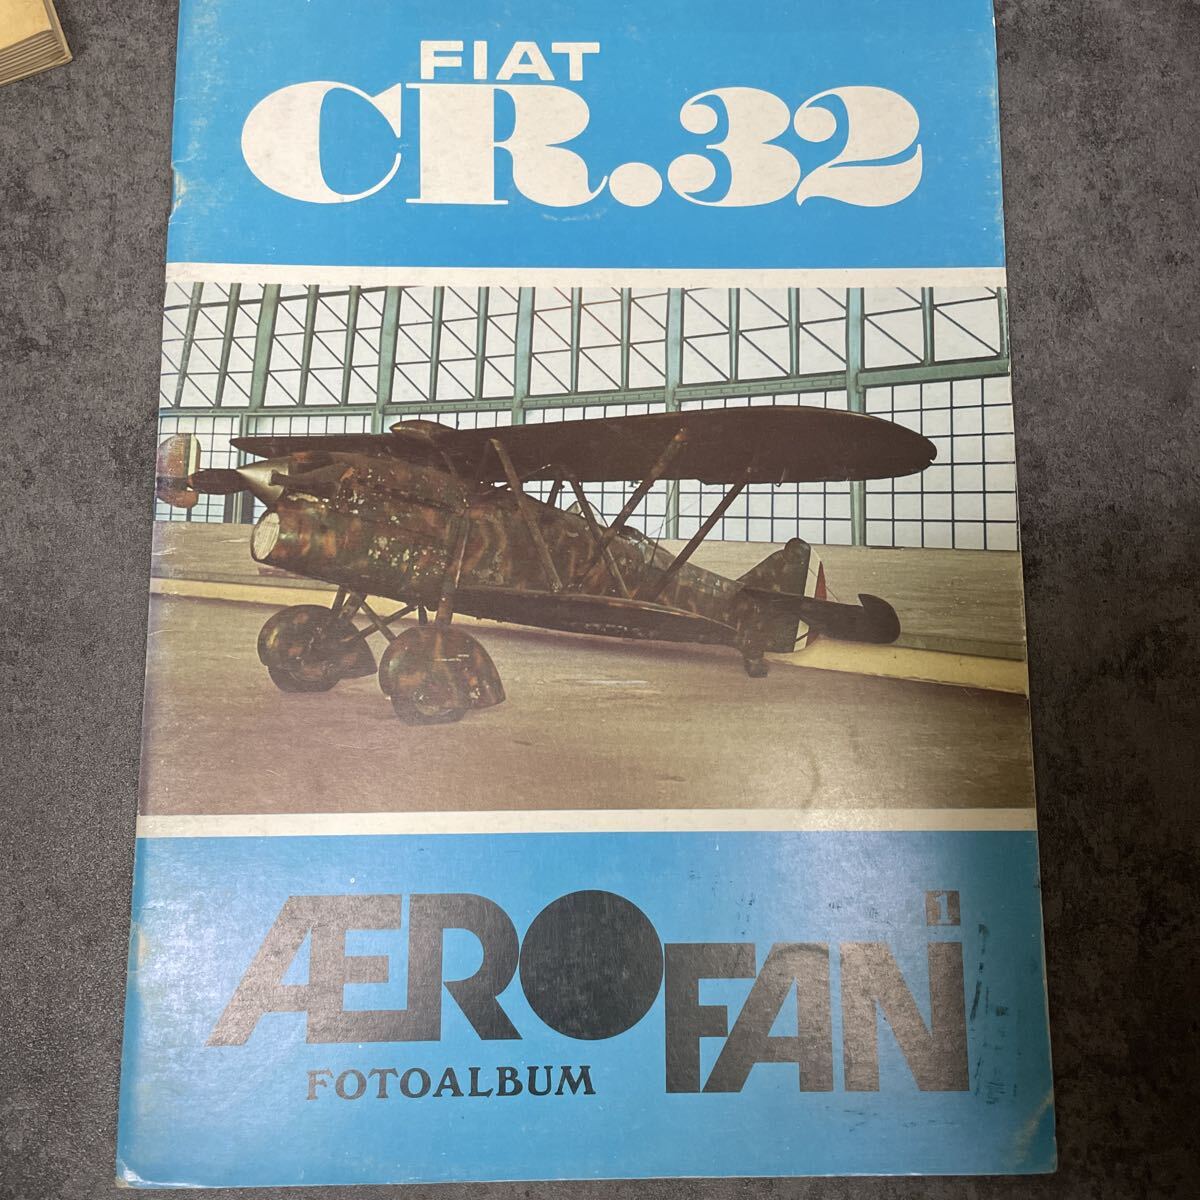 FIAT
CR.32
ÆROFAN
1
FOTOALBUM